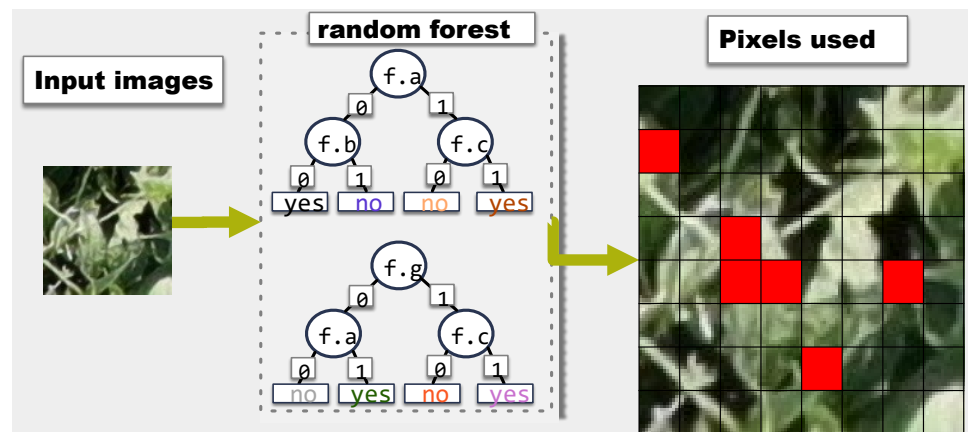 random forest
Pixels used
Input images
f.a
0 1
f.b f.c
0 1 0 1
yes no no yes
f.g
0 1
f.a f.c
0 1 0 1
no yes no yes